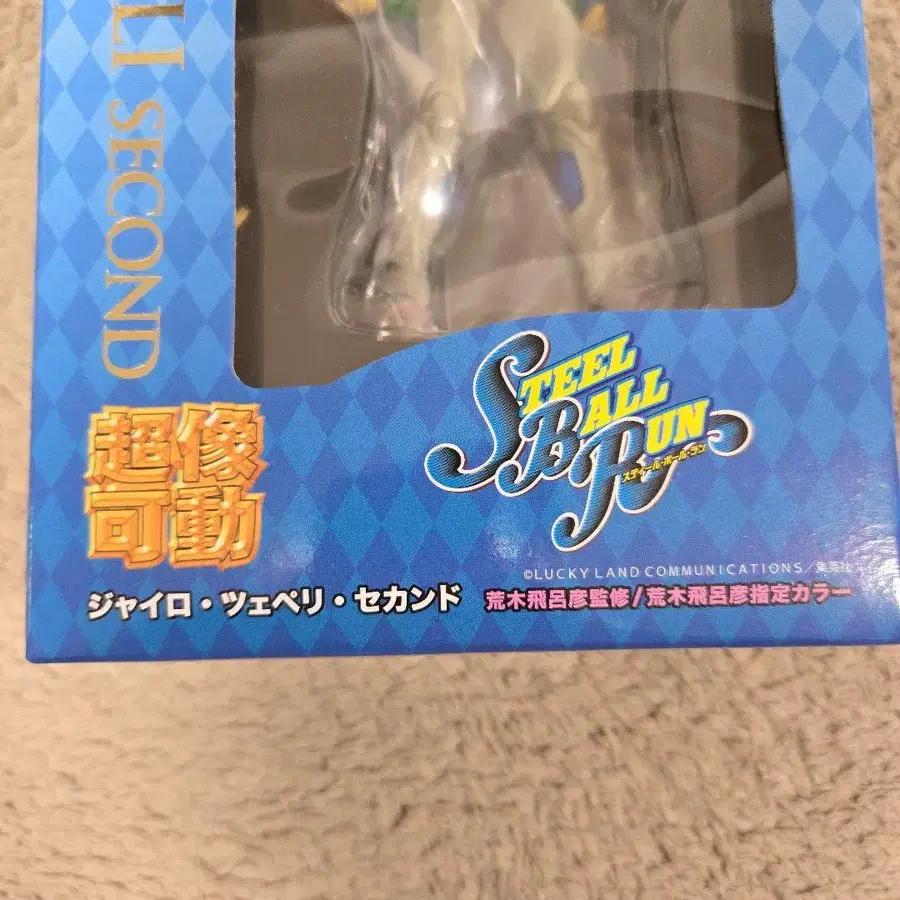 LI SECOND
STEEL
BALL
RUN
スティール・ボール・ラン
超像
可動
©LUCKY LAND COMMUNICATIONS／集英社
ジャイロ・ツェペリ・セカンド
荒木飛呂彦監修/荒木飛呂彦指定カラー